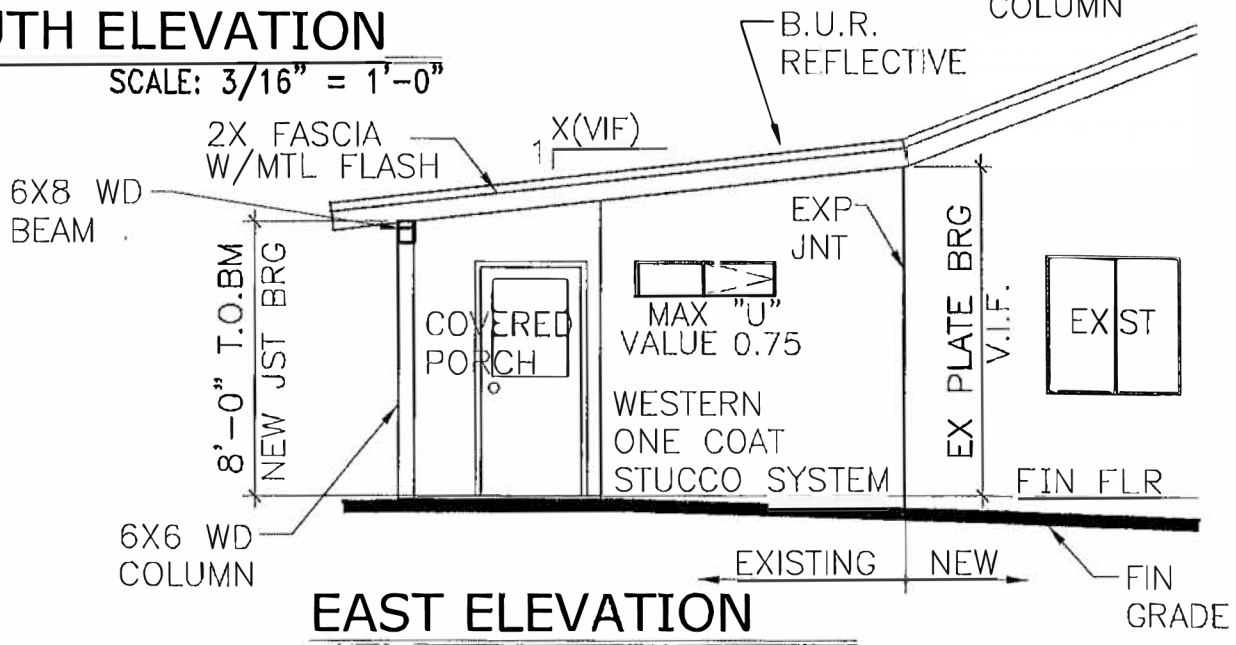 UTH ELEVATION
SCALE: 3/16" = 1'-0"
COLUMN
B.U.R.
REFLECTIVE
2X FASCIA
W/MTL FLASH
1 X(VIF)
6X8 WD
BEAM
8'-0" T.O.BM
NEW JST BRG
COVERED
PORCH
MAX "U"
VALUE 0.75
EXP
JNT
EX PLATE BRG
V.I.F.
EXIST
WESTERN
ONE COAT
STUCCO SYSTEM
FIN FLR
6X6 WD
COLUMN
EXISTING
NEW
FIN
GRADE
EAST ELEVATION